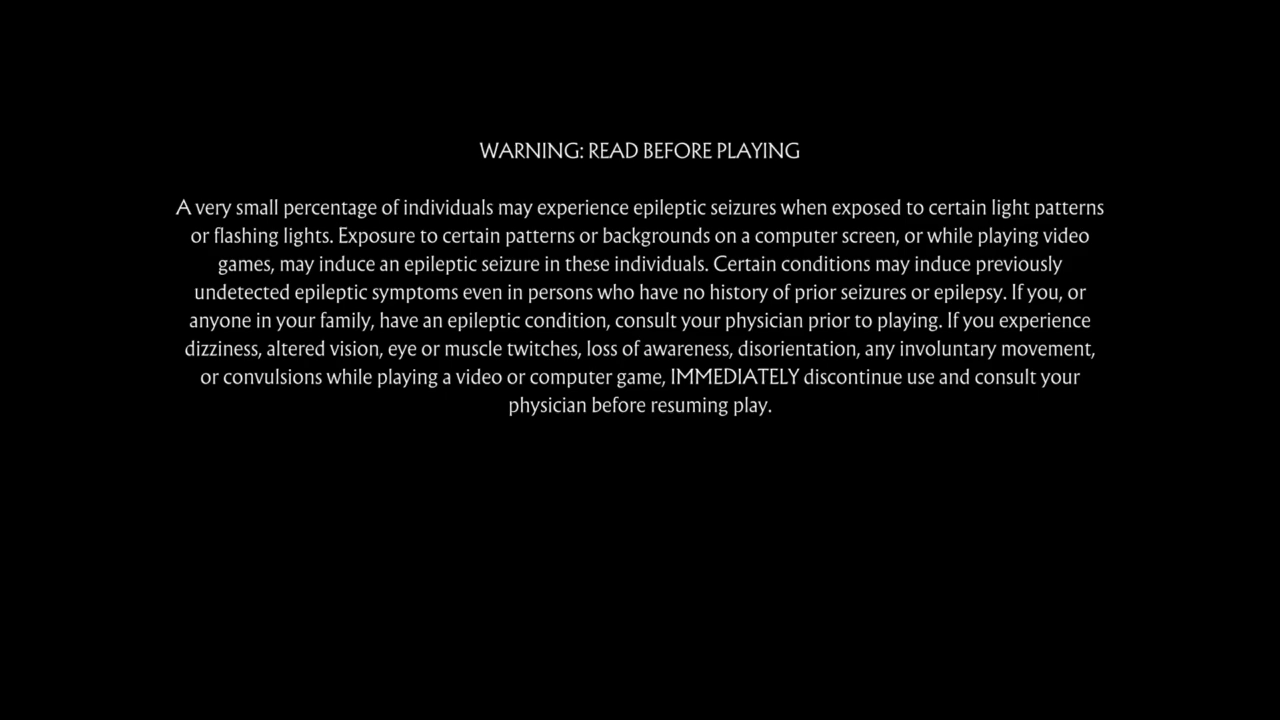 WARNING: READ BEFORE PLAYING
A very small percentage of individuals may experience epileptic seizures when exposed to certain light patterns
or flashing lights. Exposure to certain patterns or backgrounds on a computer screen, or while playing video
games, may induce an epileptic seizure in these individuals. Certain conditions may induce previously
undetected epileptic symptoms even in persons who have no history of prior seizures or epilepsy. If you, or
anyone in your family, have an epileptic condition, consult your physician prior to playing. If you experience
dizziness, altered vision, eye or muscle twitches, loss of awareness, disorientation, any involuntary movement,
or convulsions while playing a video or computer game, IMMEDIATELY discontinue use and consult your
physician before resuming play.